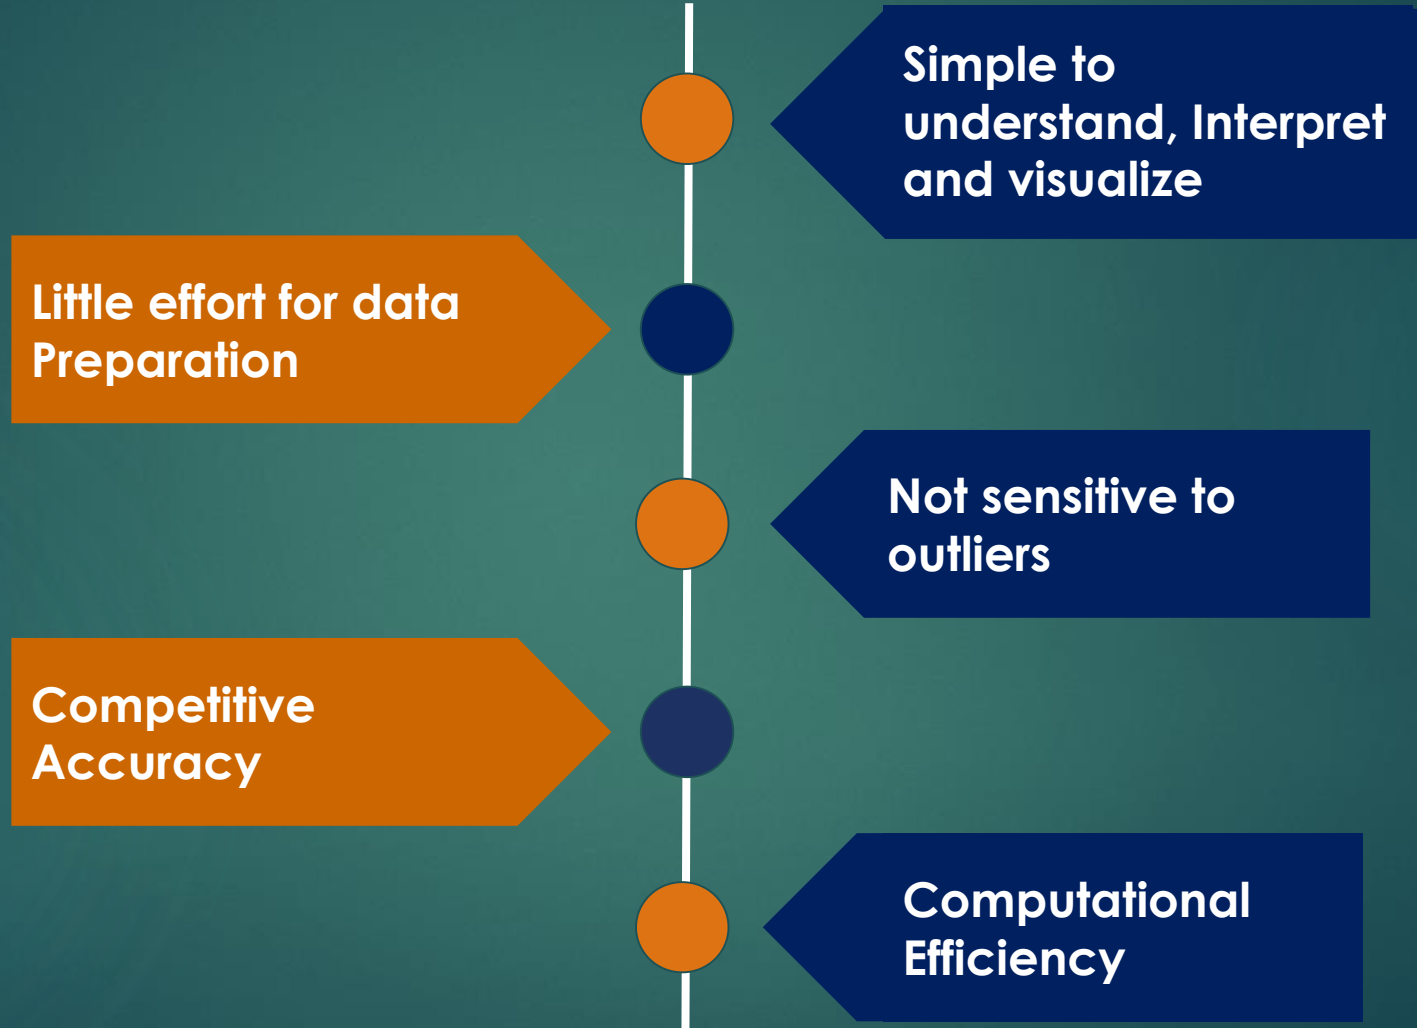 Simple to
understand, Interpret
and visualize
Little effort for data
Preparation
Not sensitive to
outliers
Competitive
Accuracy
Computational
Efficiency